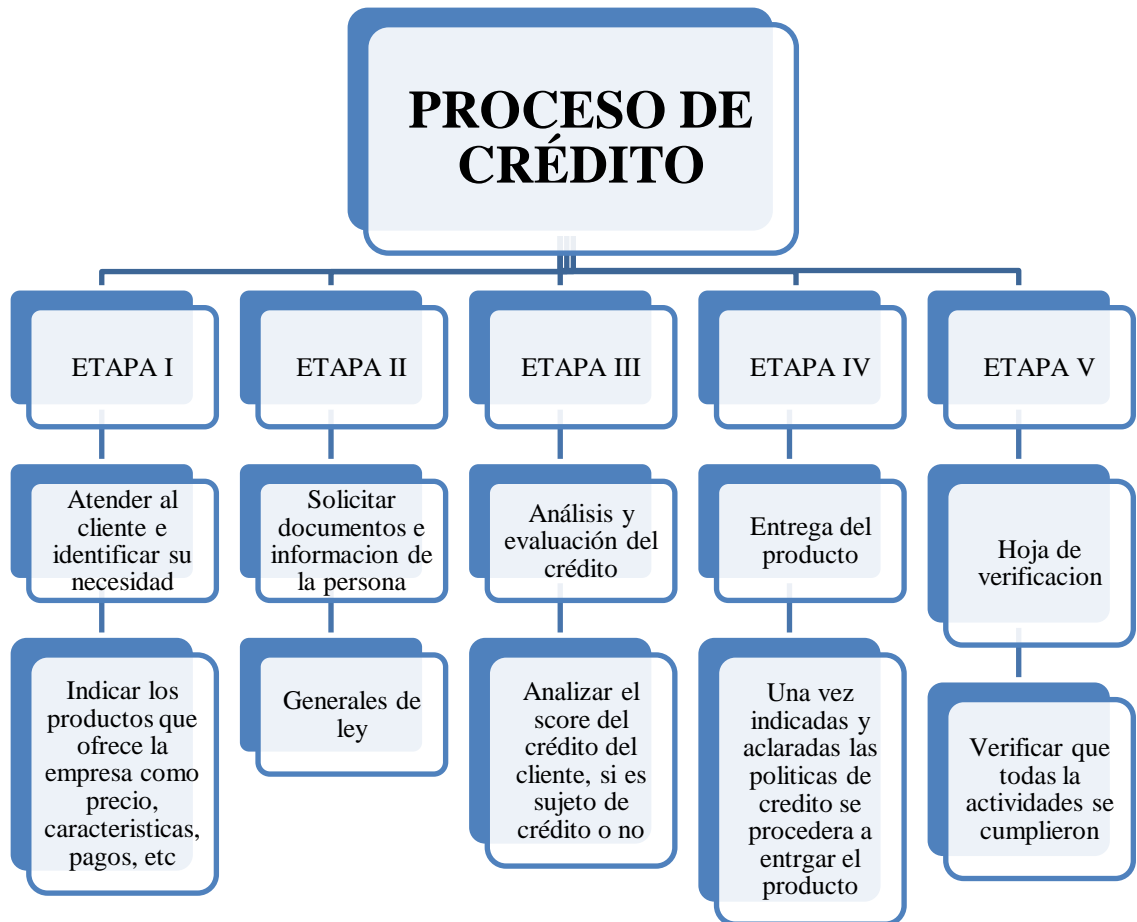 PROCESO DE
CRÉDITO
ETAPA I
ETAPA II
ETAPA III
ETAPA IV
ETAPA V
Atender al
cliente e
identificar su
necesidad
Solicitar
documentos e
informacion de
la persona
Análisis y
evaluación del
crédito
Entrega del
producto
Hoja de
verificacion
Indicar los
productos que
ofrece la
empresa como
precio,
caracteristicas,
pagos, etc
Generales de
ley
Analizar el
score del
crédito del
cliente, si es
sujeto de
crédito o no
Una vez
indicadas y
aclaradas las
politicas de
credito se
procedera a
entrgar el
producto
Verificar que
todas la
actividades se
cumplieron